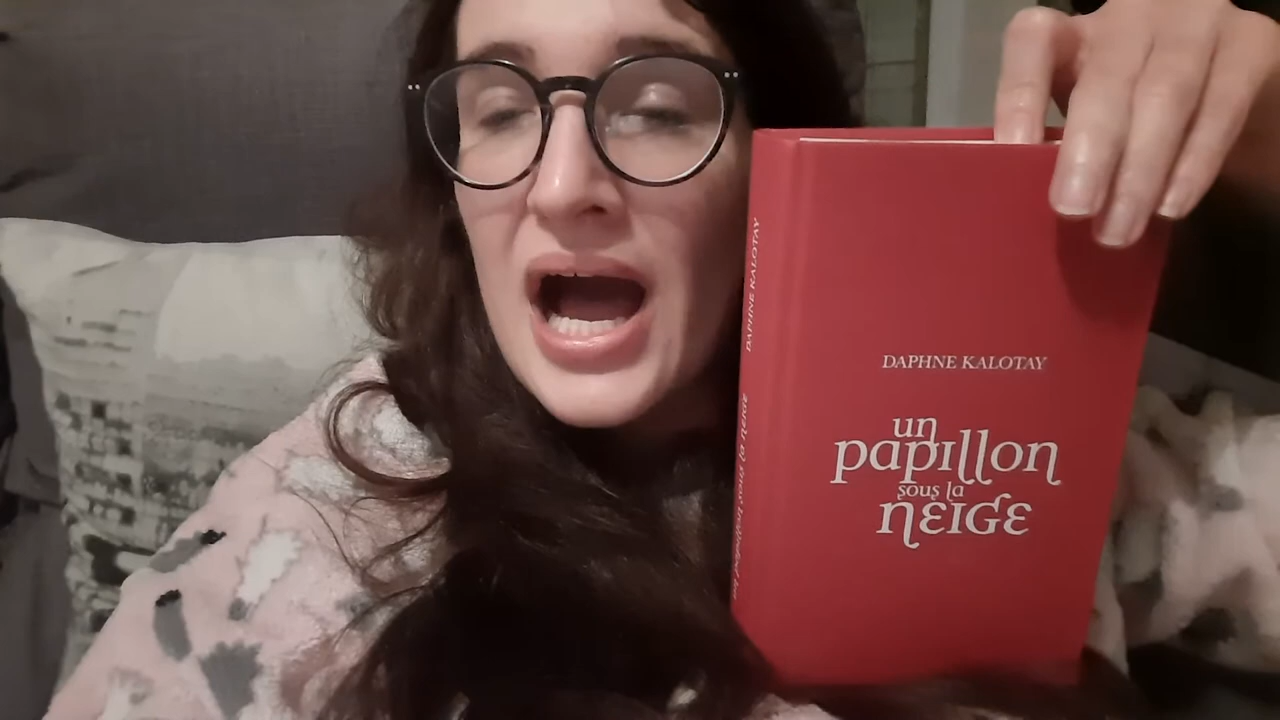 DAPHNE KALOTAY
un
papillon
sous la
neige
DAPHNE KALOTAY
un papillon sous la neige